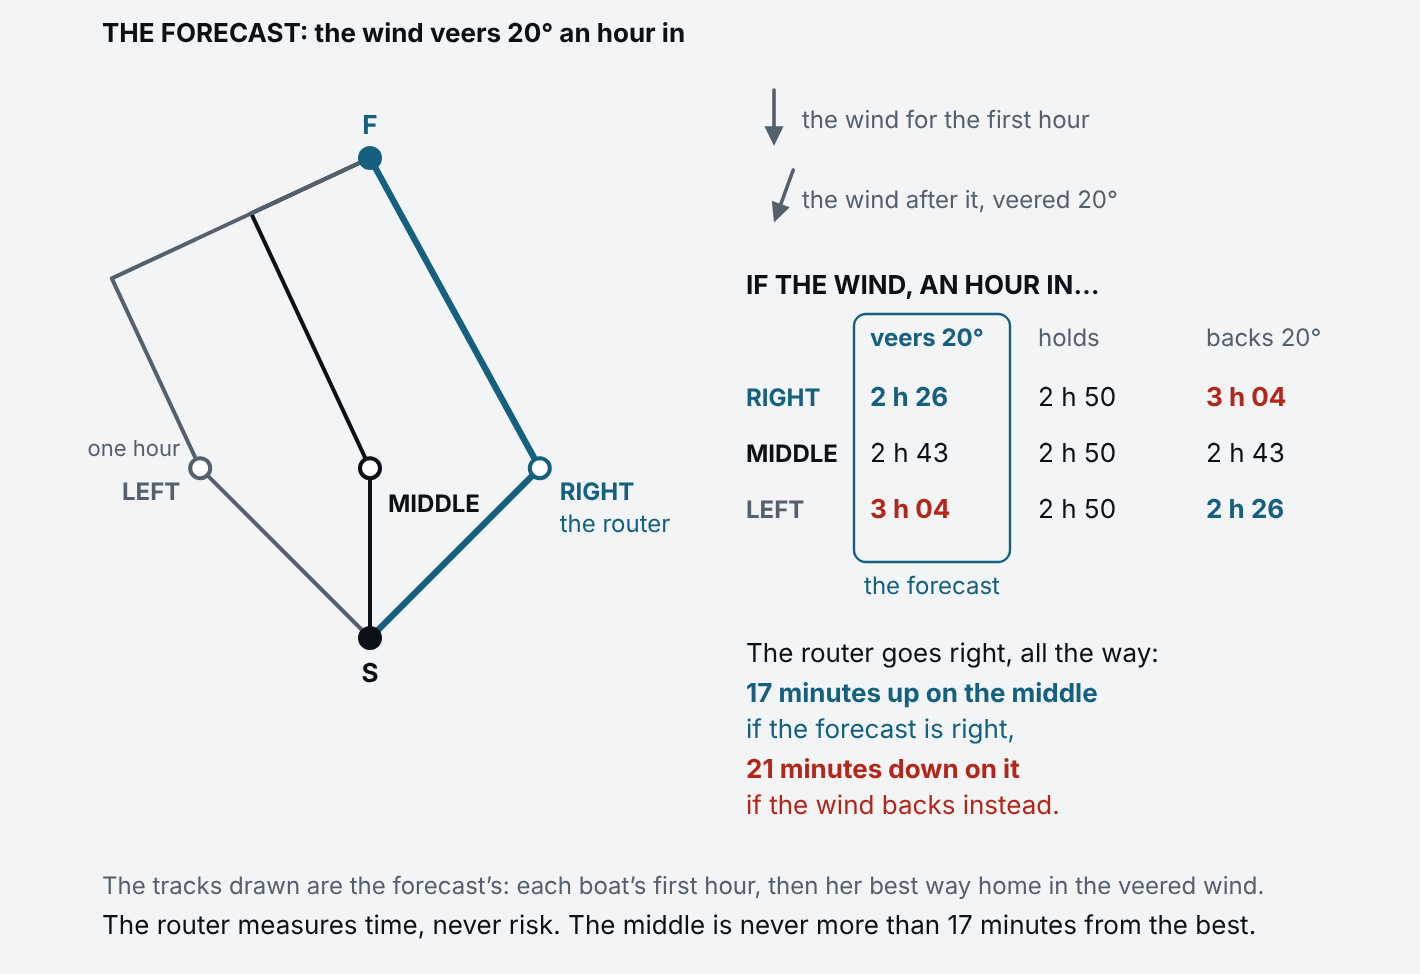 THE FORECAST: the wind veers 20° an hour in
F
one hour
LEFT
MIDDLE
RIGHT
the router
S
the wind for the first hour
the wind after it, veered 20°
IF THE WIND, AN HOUR IN…
veers 20° holds backs 20°
RIGHT 2 h 26 2 h 50 3 h 04
MIDDLE 2 h 43 2 h 50 2 h 43
LEFT 3 h 04 2 h 50 2 h 26
the forecast
The router goes right, all the way:
17 minutes up on the middle
if the forecast is right,
21 minutes down on it
if the wind backs instead.
The tracks drawn are the forecast’s: each boat’s first hour, then her best way home in the veered wind.
The router measures time, never risk. The middle is never more than 17 minutes from the best.